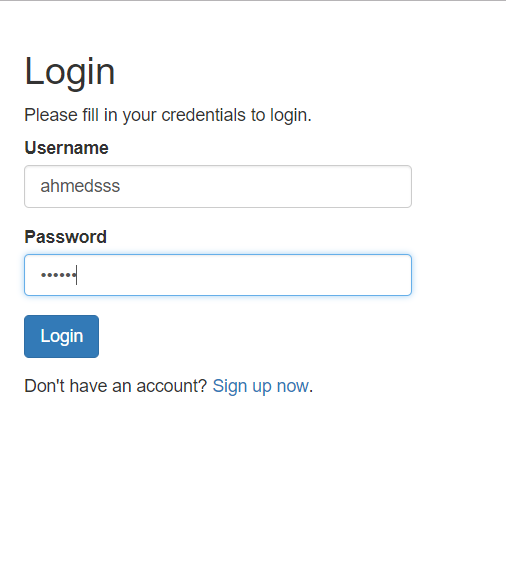 Login
Please fill in your credentials to login.
Username
ahmedsss
Password
••••••
Login
Don't have an account? Sign up now.